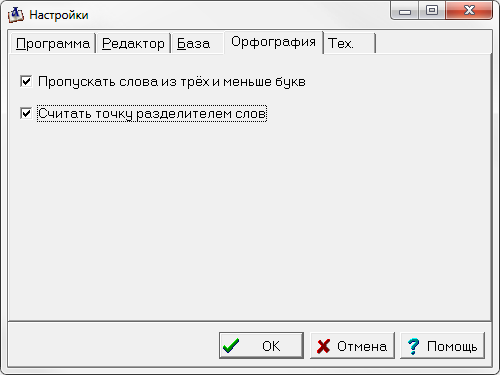 Настройки
Программа Редактор База Орфография Тех.
Пропускать слова из трёх и меньше букв
Считать точку разделителем слов
OK Отмена Помощь